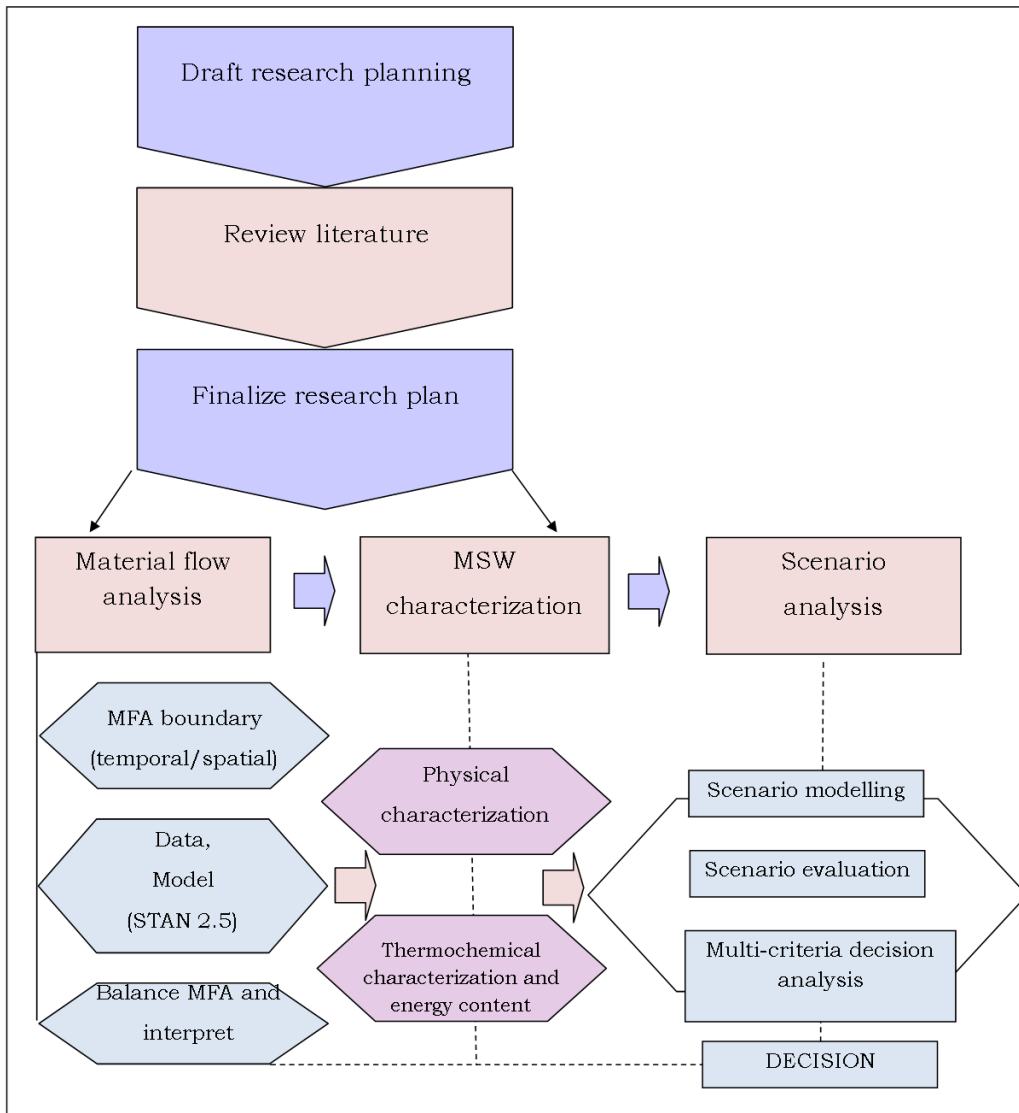 Draft research planning
Review literature
Finalize research plan
Material flow
analysis
MSW
characterization
Scenario
analysis
MFA boundary
(temporal/spatial)
Data,
Model
(STAN 2.5)
Balance MFA and
interpret
Physical
characterization
Thermochemical
characterization and
energy content
Scenario modelling
Scenario evaluation
Multi-criteria decision
analysis
DECISION